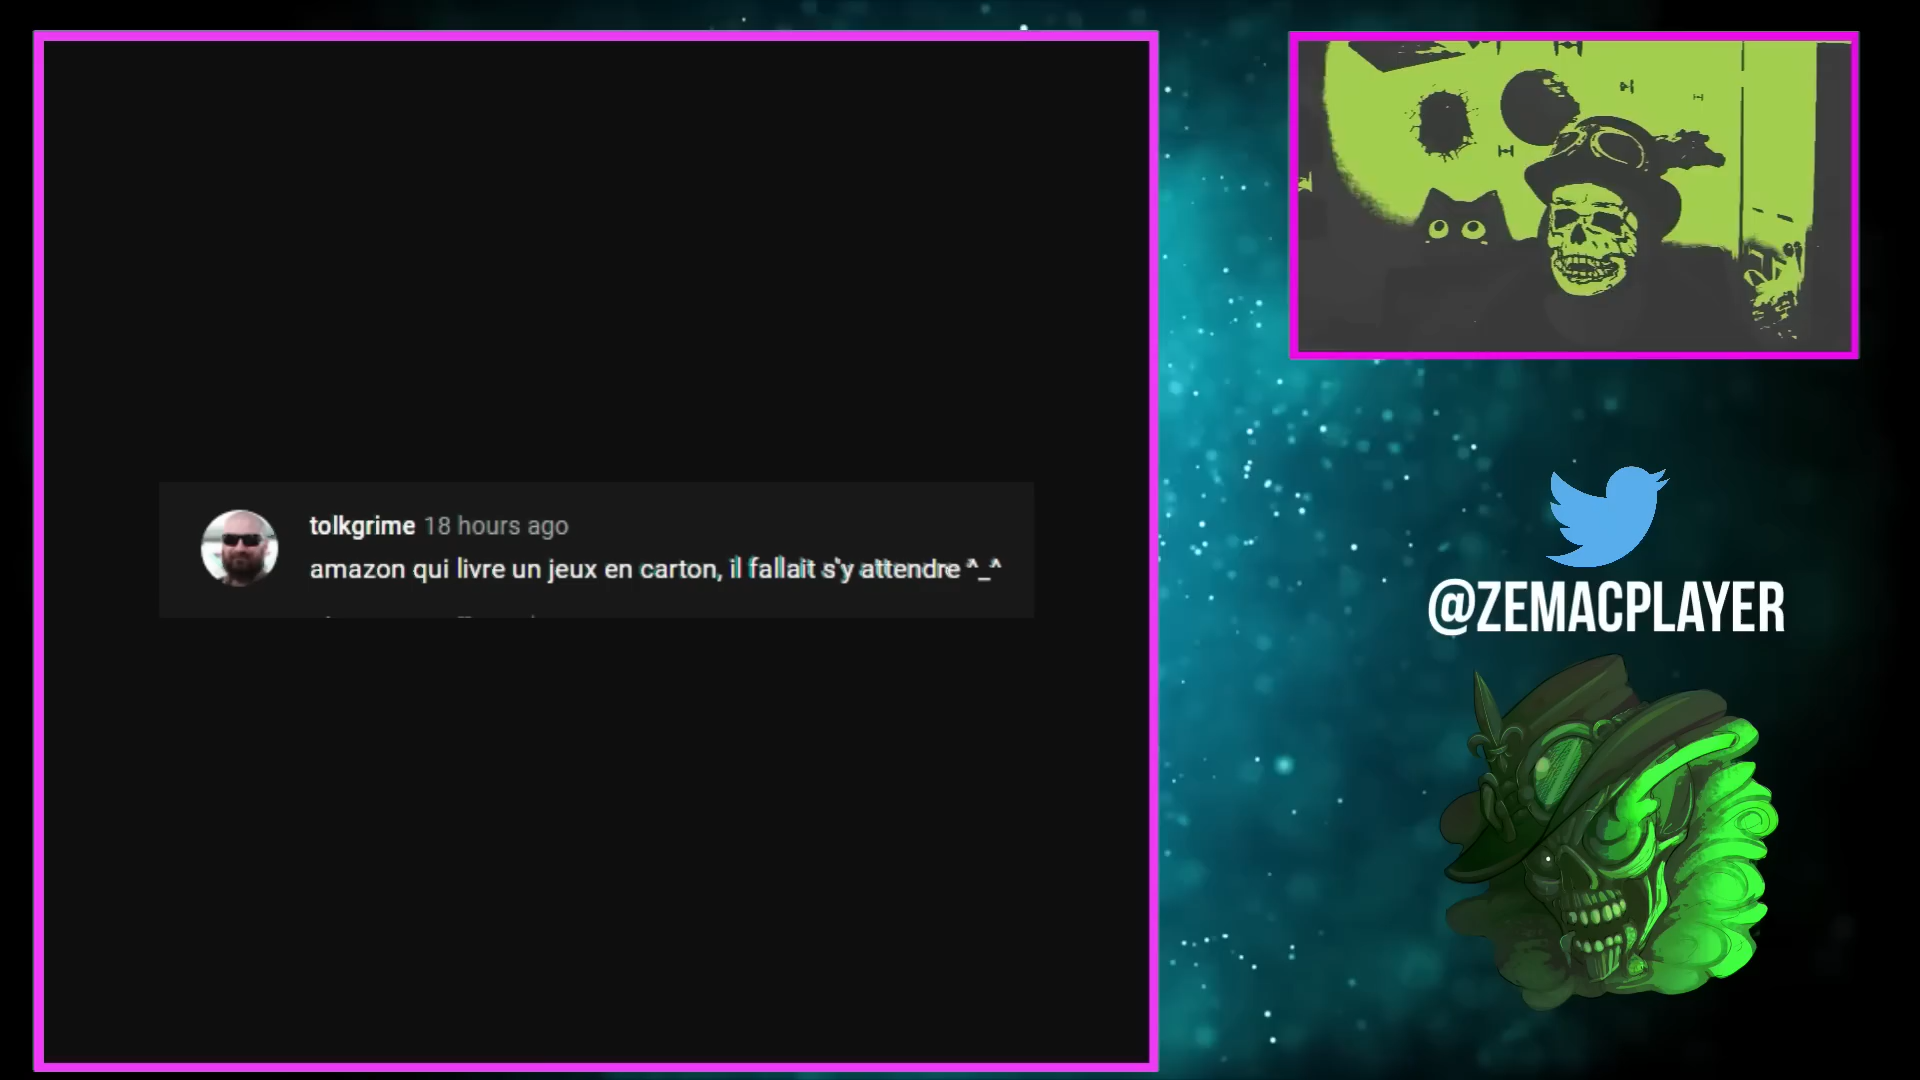 tolkgrime 18 hours ago
amazon qui livre un jeux en carton, il fallait s'y attendre ^_^
@ZEMACPLAYER